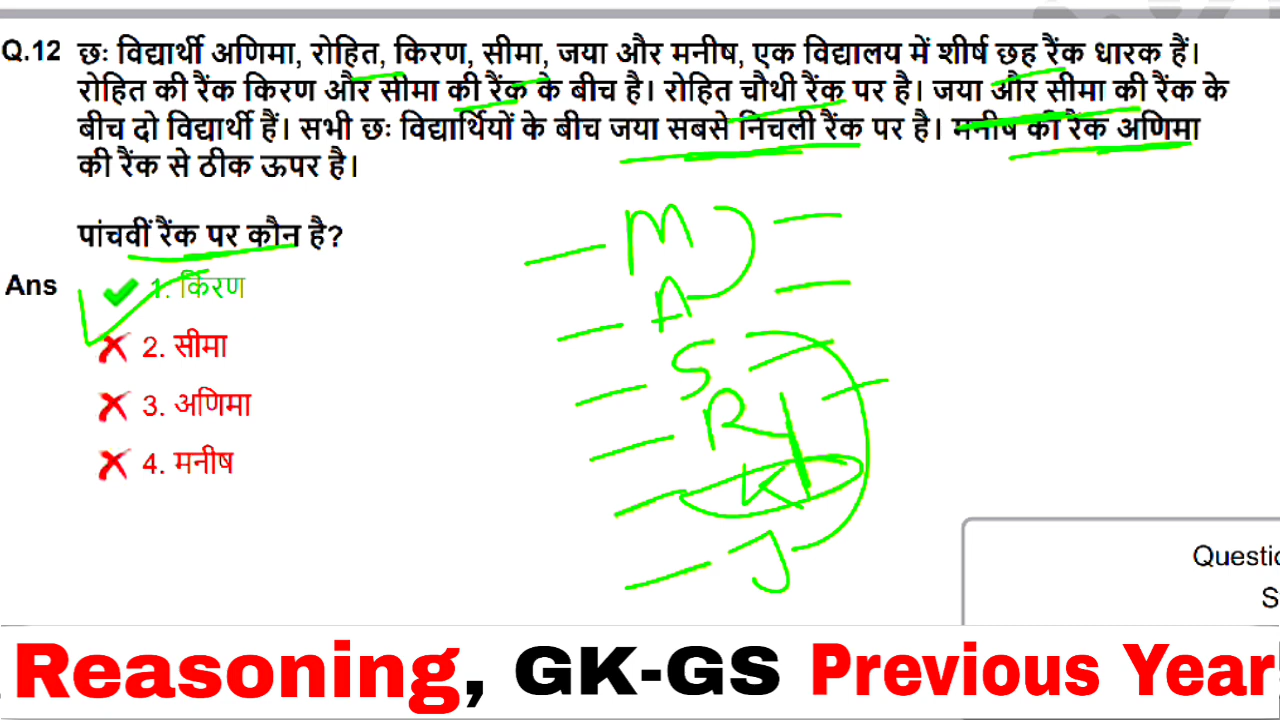 Q.12 छः विद्यार्थी अणिमा, रोहित, किरण, सीमा, जया और मनीष, एक विद्यालय में शीर्ष छह रैंक धारक हैं।
रोहित की रैंक किरण और सीमा की रैंक के बीच है। रोहित चौथी रैंक पर है। जया और सीमा की रैंक के
बीच दो विद्यार्थी हैं। सभी छः विद्यार्थियों के बीच जया सबसे निचली रैंक पर है। मनीष की रैंक अणिमा
की रैंक से ठीक ऊपर है।
पांचवीं रैंक पर कौन है?
Ans 1. किरण
2. सीमा
3. अणिमा
4. मनीष
M
A
S
R
K
J
Questio
S
Reasoning, GK-GS Previous Year